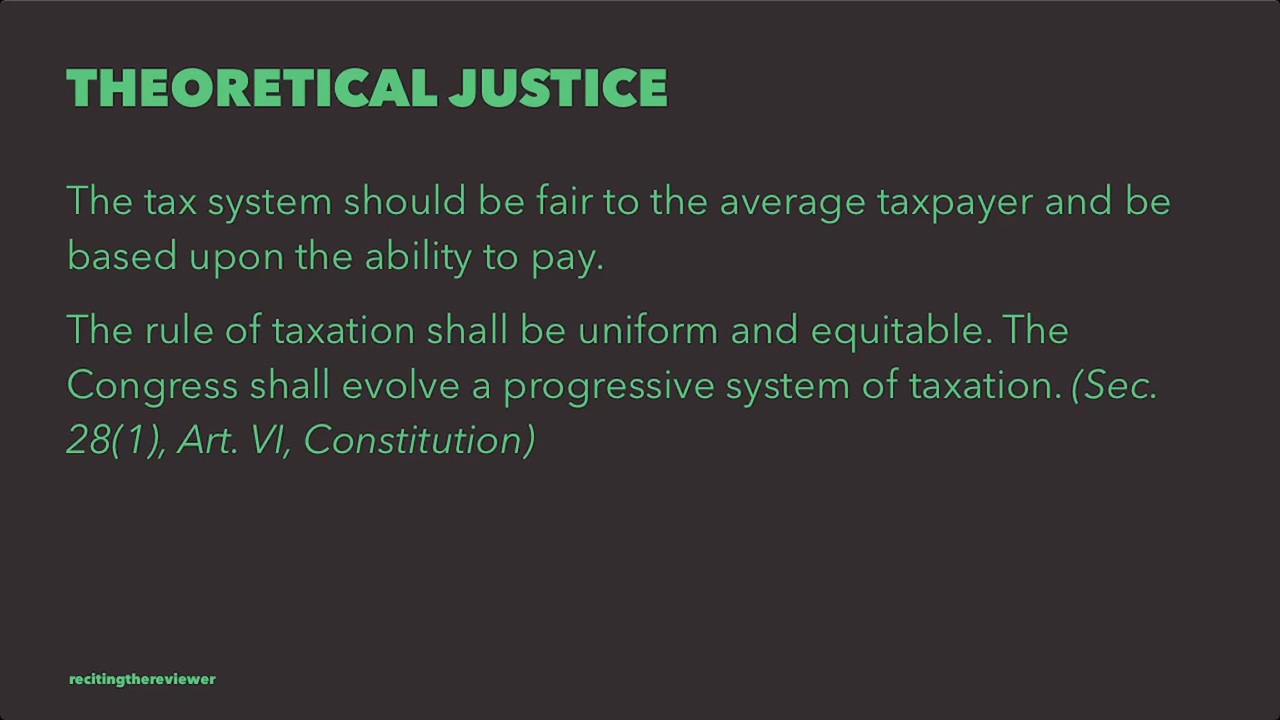 THEORETICAL JUSTICE
The tax system should be fair to the average taxpayer and be
based upon the ability to pay.
The rule of taxation shall be uniform and equitable. The
Congress shall evolve a progressive system of taxation. (Sec.
28(1), Art. VI, Constitution)
recitingthereviewer